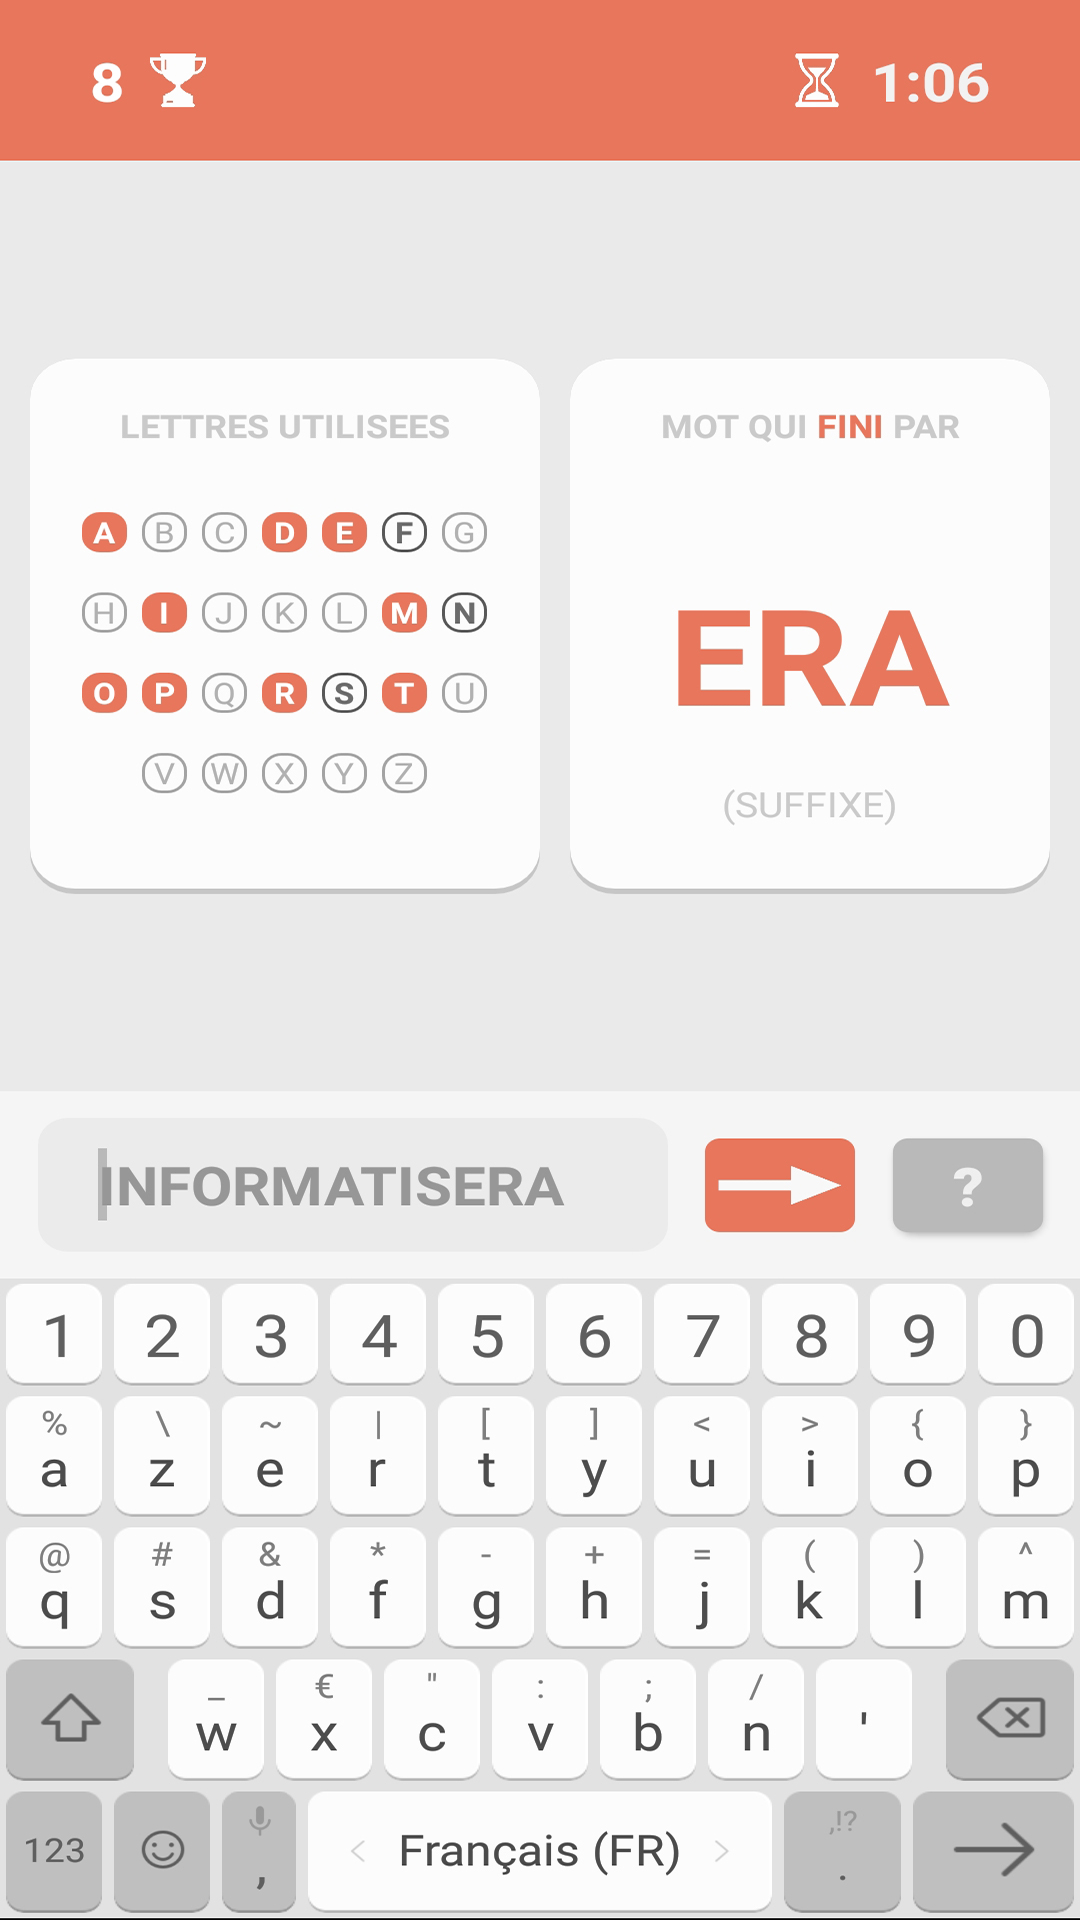 8 1:06
LETTRES UTILISEES
A B C D E F G
H I J K L M N
O P Q R S T U
V W X Y Z
MOT QUI FINI PAR
ERA
(SUFFIXE)
INFORMATISERA ?
1 2 3 4 5 6 7 8 9 0
% \ ~ | [ ] < > { }
a z e r t y u i o p
@ # & * - + = ( ) ^
q s d f g h j k l m
_ € " : ; /
w x c v b n '
,!?
123 , < Français (FR) > .